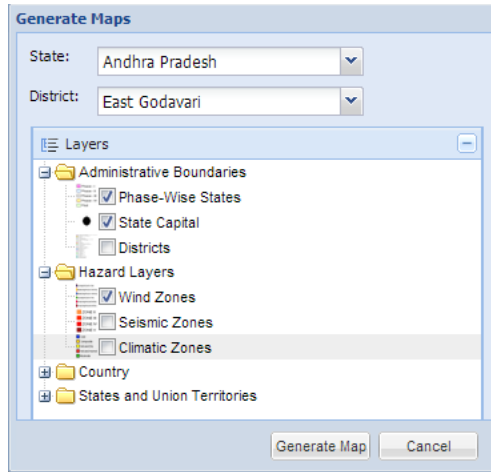 Generate Maps
State: Andhra Pradesh
District: East Godavari
Layers
Administrative Boundaries
Phase-Wise States
State Capital
Districts
Hazard Layers
Wind Zones
Seismic Zones
Climatic Zones
Country
States and Union Territories
Generate Map Cancel